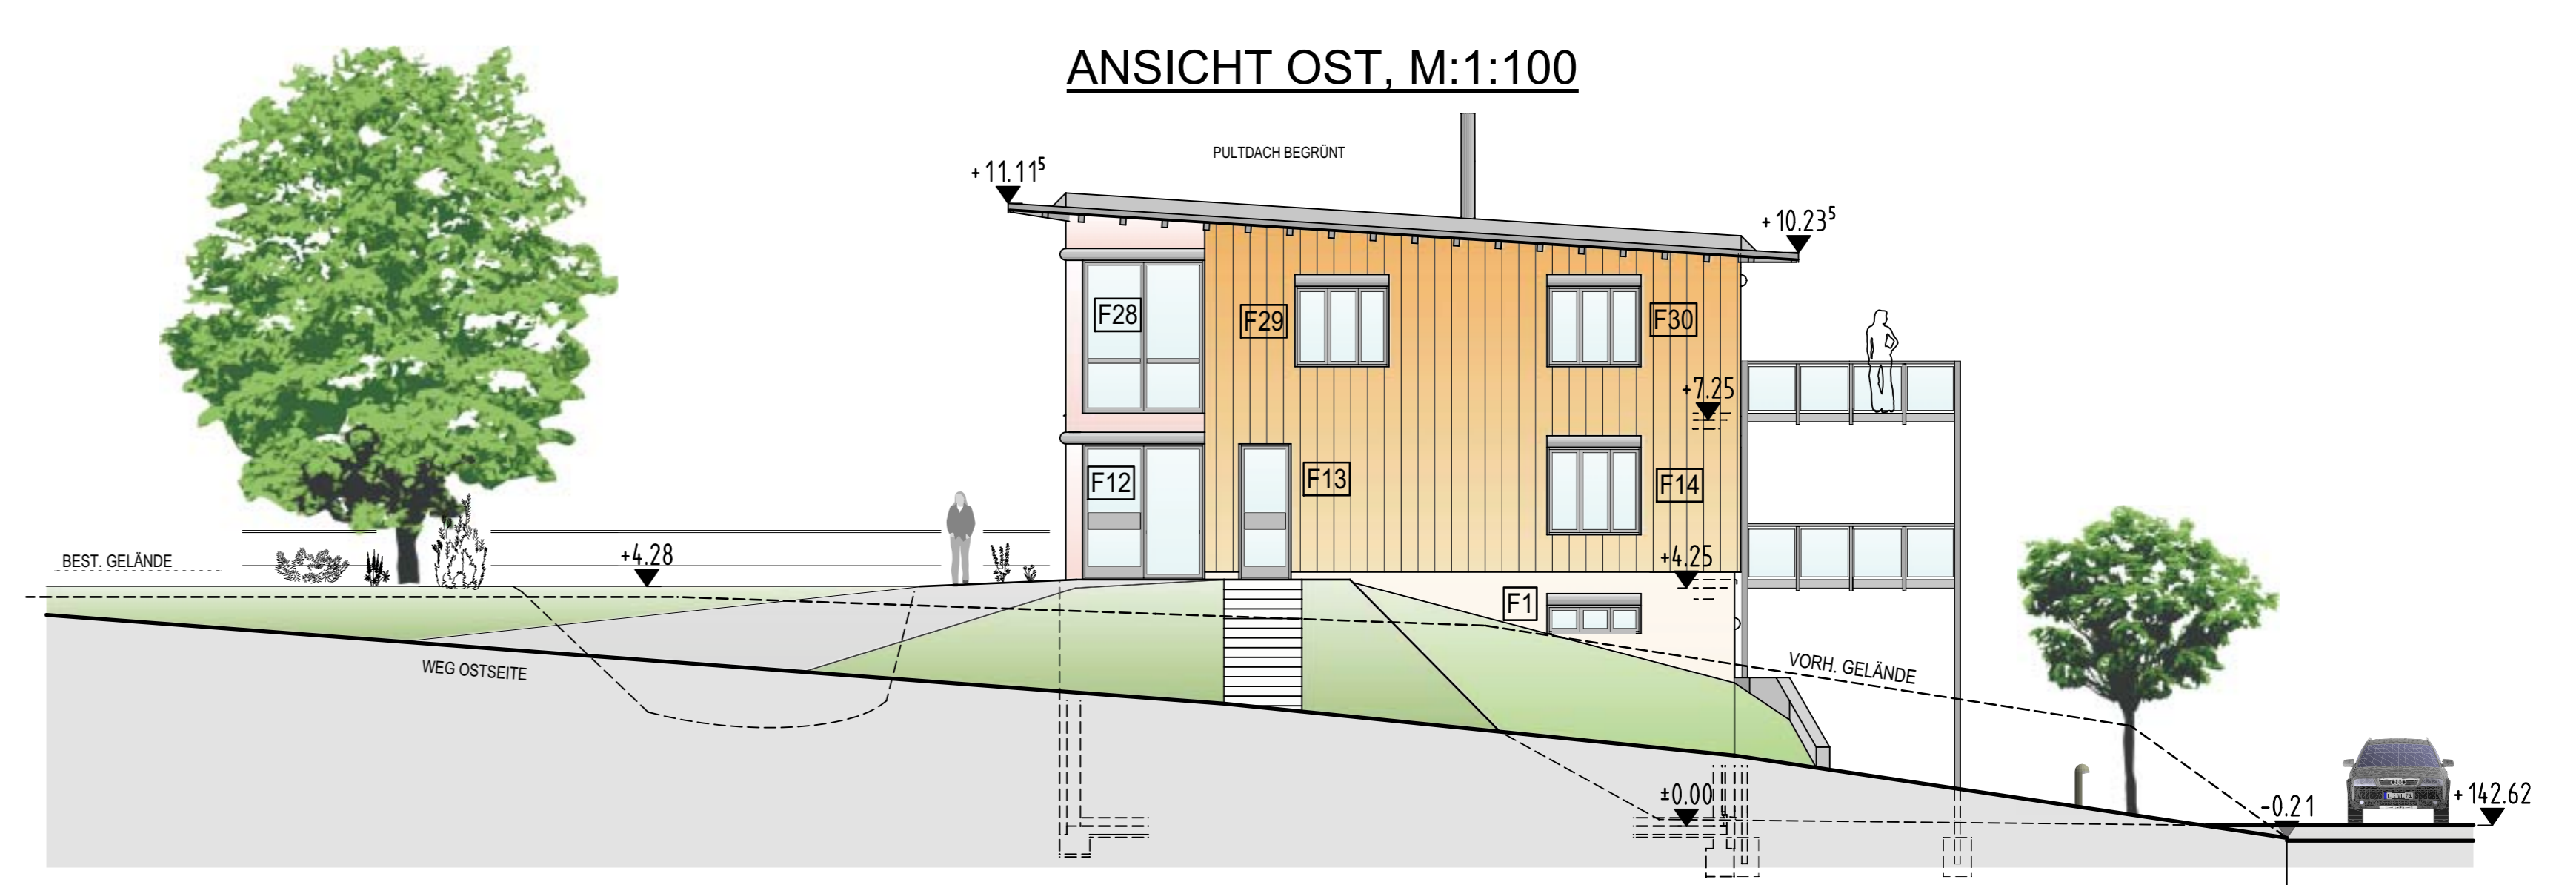 ANSICHT OST, M:1:100
PULTDACH BEGRÜNT
+11.11⁵
+10.23⁵
F28
F29
F30
+7.25
F12
F13
F14
BEST. GELÄNDE
+4.28
+4.25
F1
WEG OSTSEITE
VORH. GELÄNDE
±0.00
-0.21
+142.62